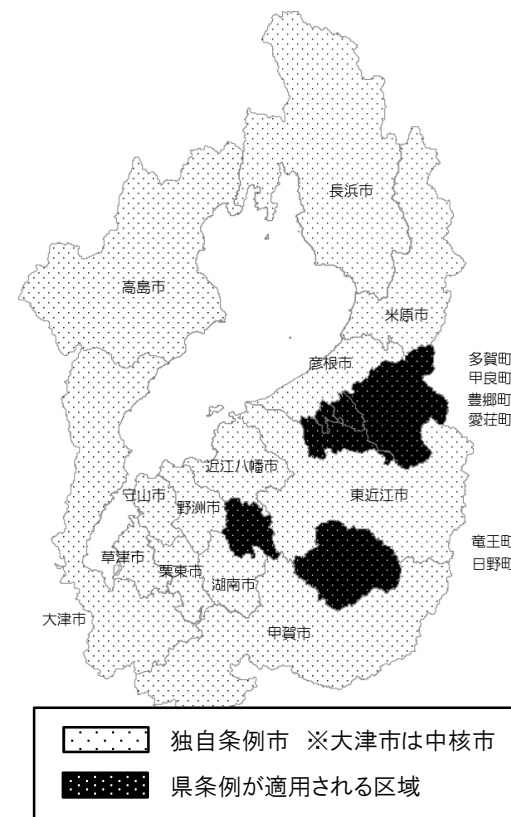 長浜市
高島市
米原市
彦根市
多賀町
甲良町
豊郷町
愛荘町
近江八幡市
東近江市
守山市
野洲市
竜王町
草津市
栗東市
日野町
湖南市
大津市
甲賀市
独自条例市 ※大津市は中核市
県条例が適用される区域